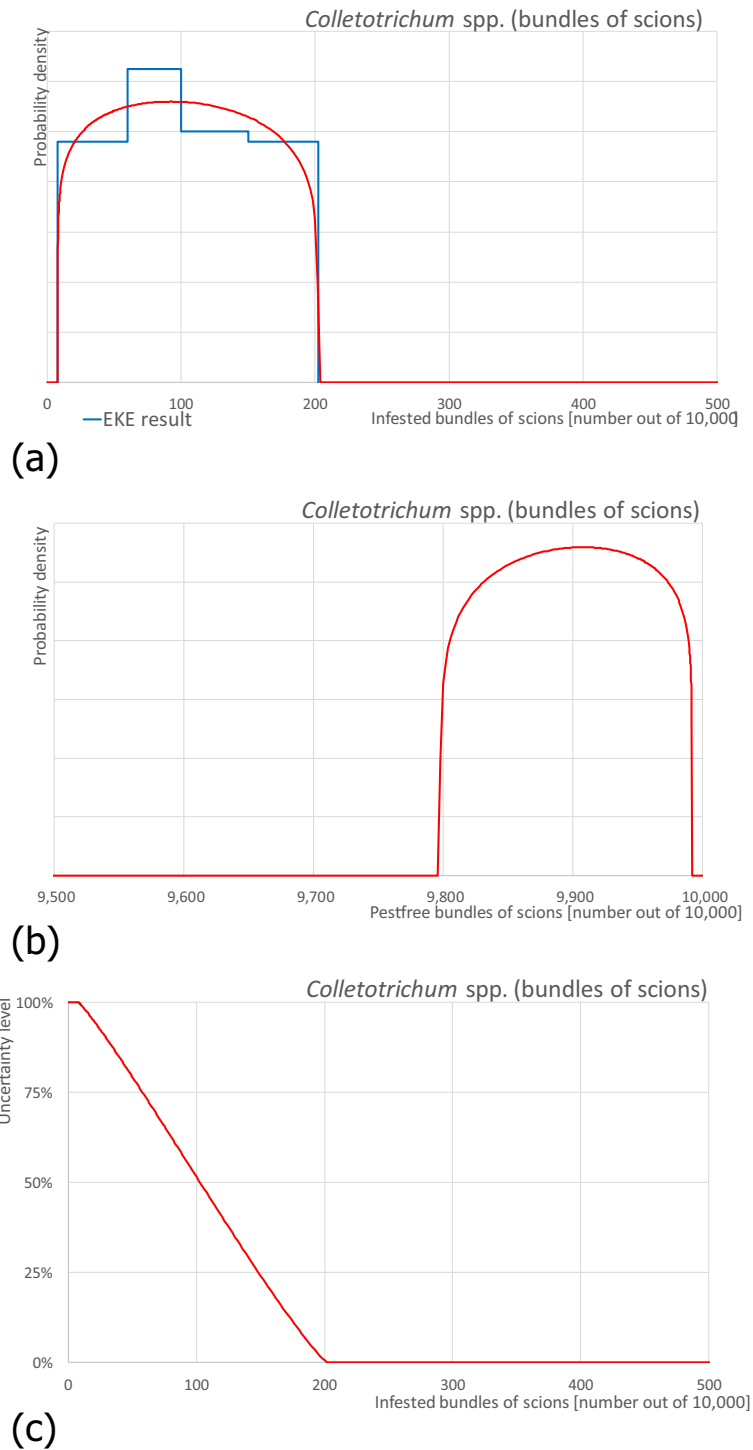 Colletotrichum spp. (bundles of scions)
Probability density
0 100 200 300 400 500
EKE result
Infested bundles of scions [number out of 10,000]
(a)
Colletotrichum spp. (bundles of scions)
Probability density
9,500 9,600 9,700 9,800 9,900 10,000
Pestfree bundles of scions [number out of 10,000]
(b)
Colletotrichum spp. (bundles of scions)
Uncertainty level
100%
75%
50%
25%
0%
0 100 200 300 400 500
Infested bundles of scions [number out of 10,000]
(c)